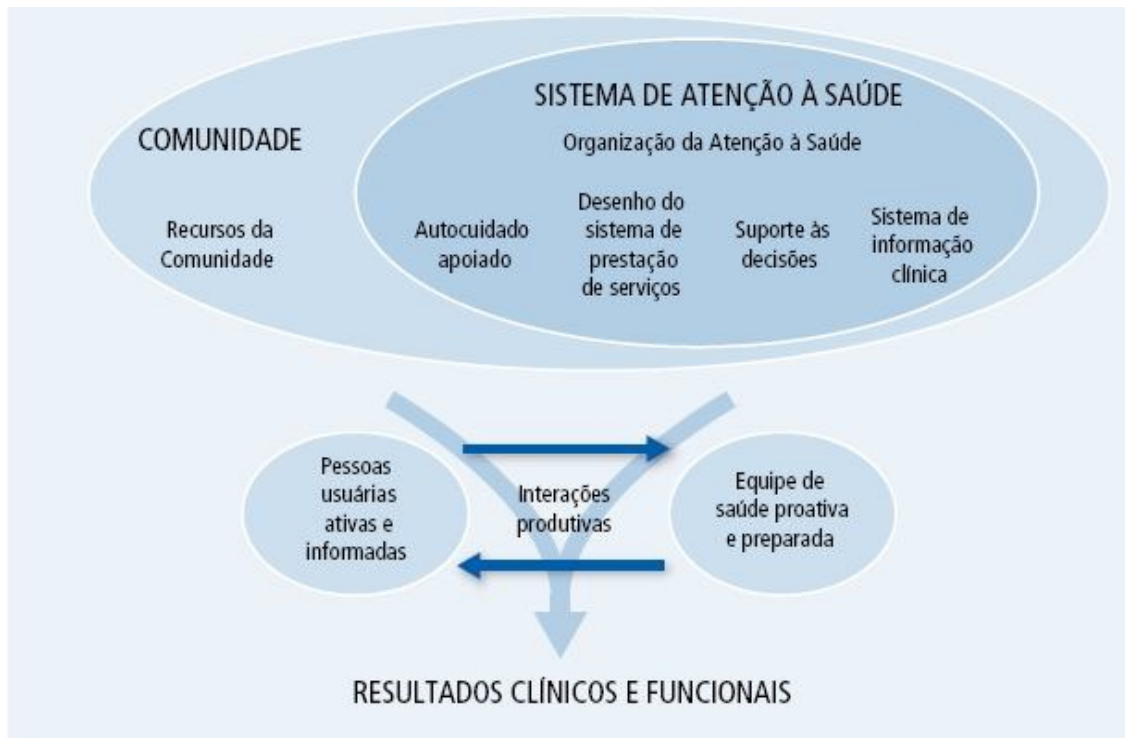 SISTEMA DE ATENÇÃO À SAÚDE
Organização da Atenção à Saúde
COMUNIDADE
Recursos da
Comunidade
Autocuidado
apoiado
Desenho do
sistema de
prestação
de serviços
Suporte às
decisões
Sistema de
informação
clínica
Pessoas
usuárias
ativas e
informadas
Interações
produtivas
Equipe de
saúde proativa
e preparada
RESULTADOS CLÍNICOS E FUNCIONAIS